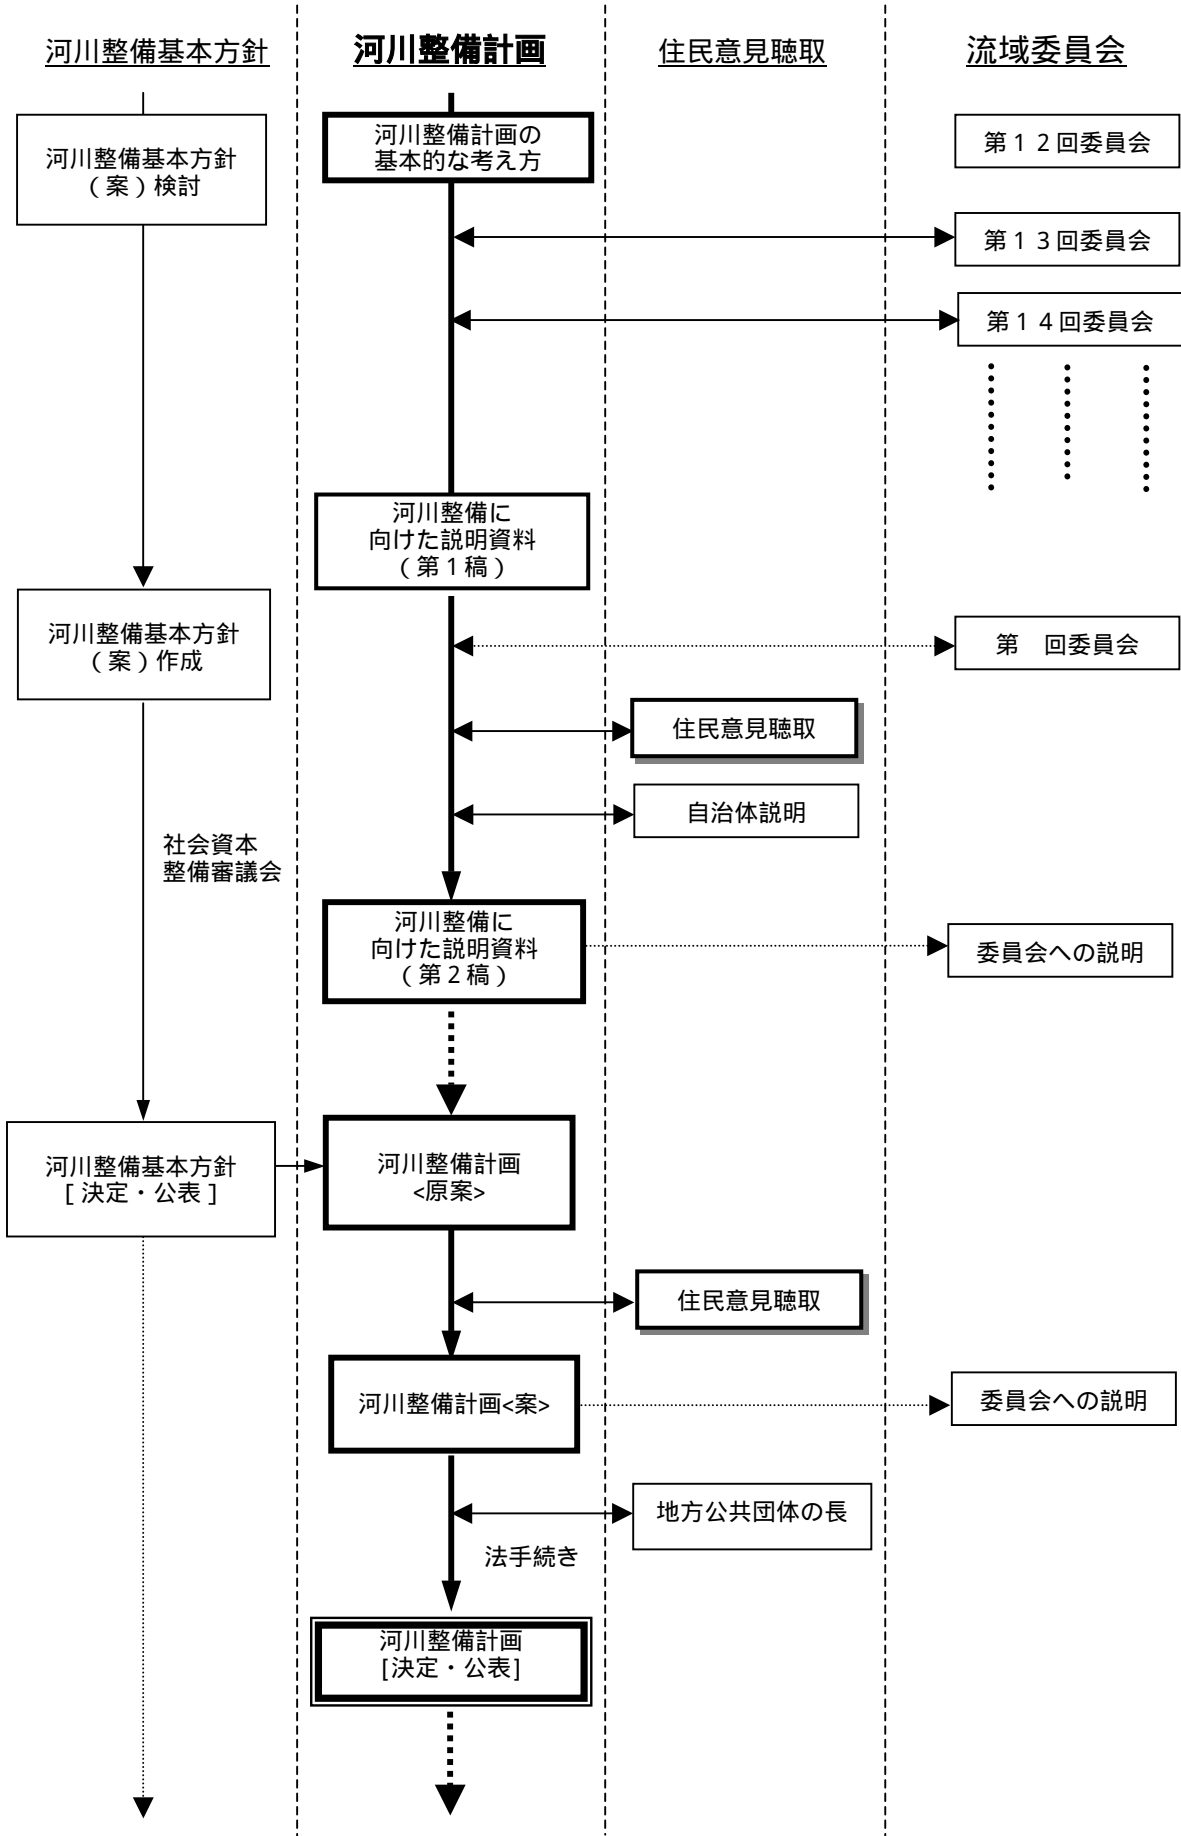 河川整備基本方針
河川整備計画
住民意見聴取
流域委員会
河川整備基本方針
（案）検討
河川整備計画の
基本的な考え方
第１２回委員会
第１３回委員会
第１４回委員会
河川整備に
向けた説明資料
（第１稿）
河川整備基本方針
（案）作成
第　回委員会
住民意見聴取
自治体説明
社会資本
整備審議会
河川整備に
向けた説明資料
（第２稿）
委員会への説明
河川整備基本方針
[決定・公表]
河川整備計画
<原案>
住民意見聴取
河川整備計画<案>
委員会への説明
地方公共団体の長
法手続き
河川整備計画
[決定・公表]